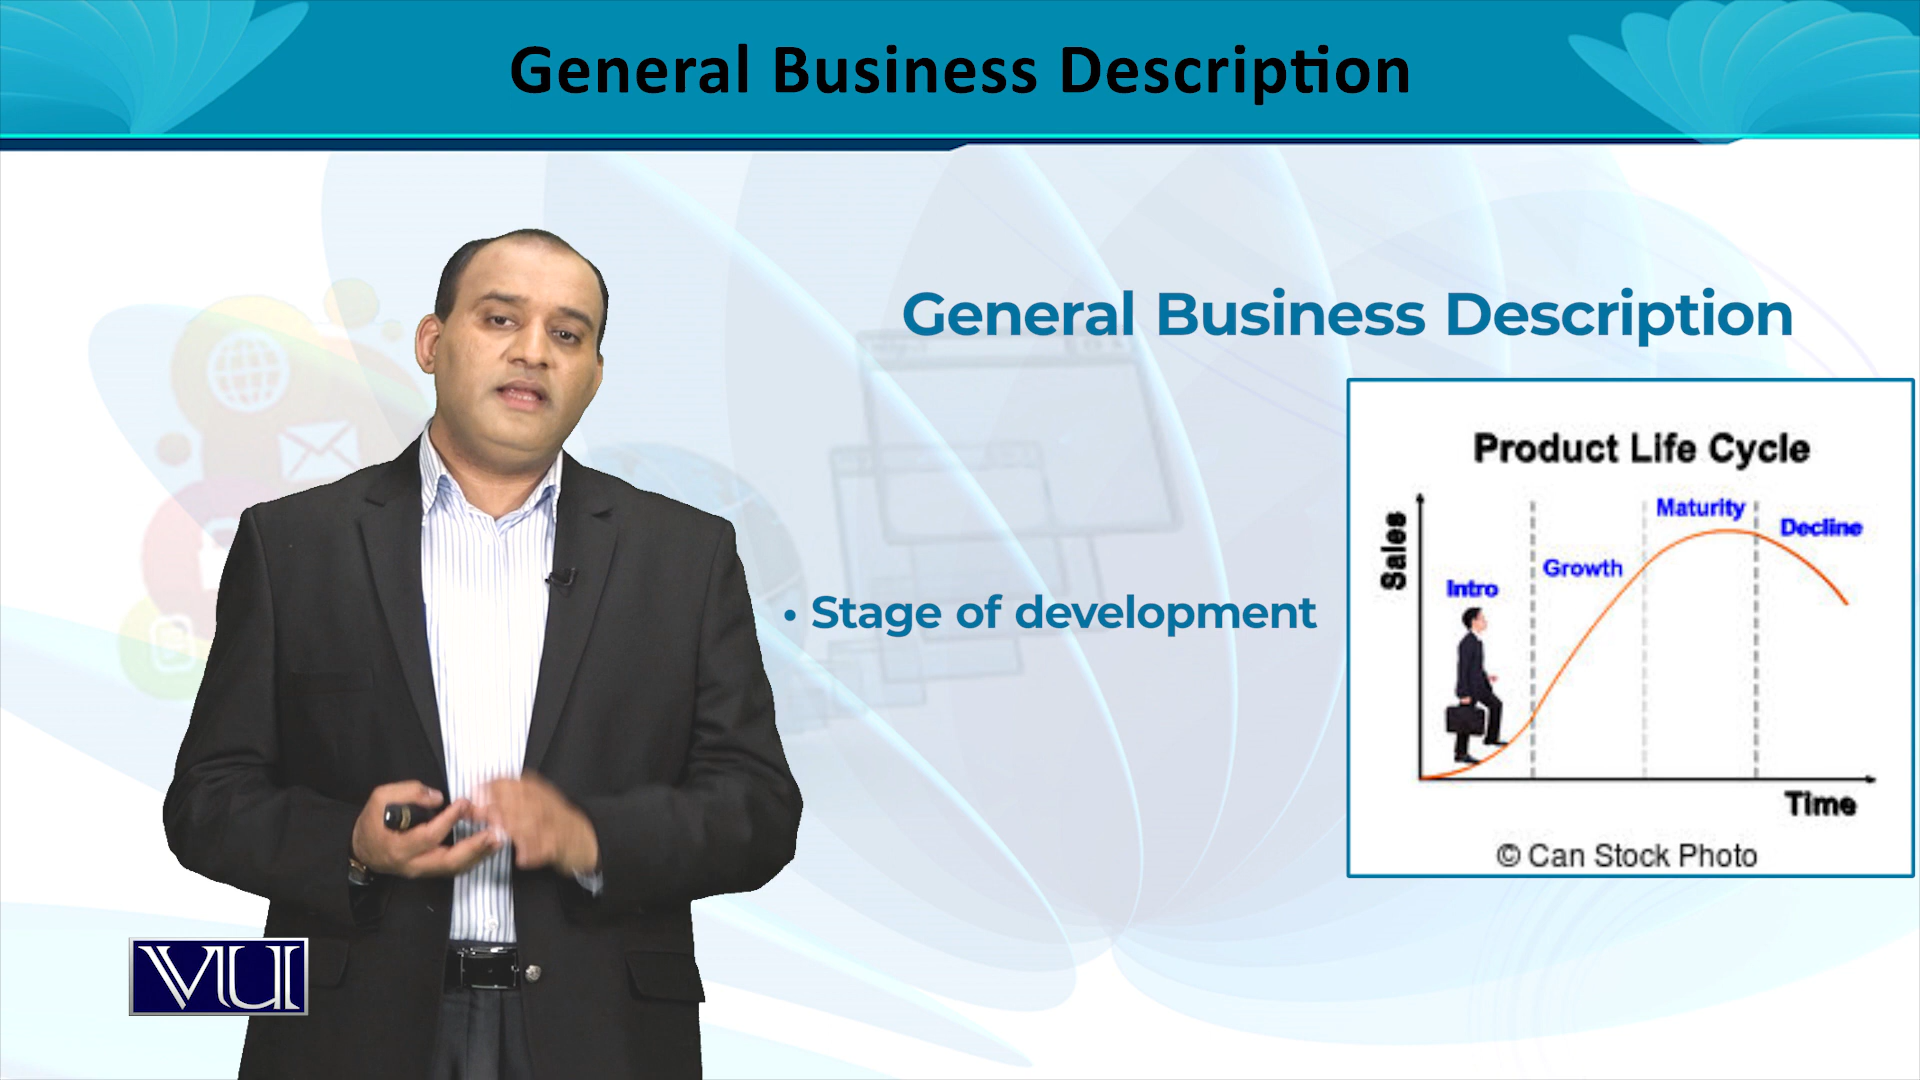 General Business Description
General Business Description
• Stage of development
Product Life Cycle
Sales
Intro
Growth
Maturity
Decline
Time
© Can Stock Photo
VU